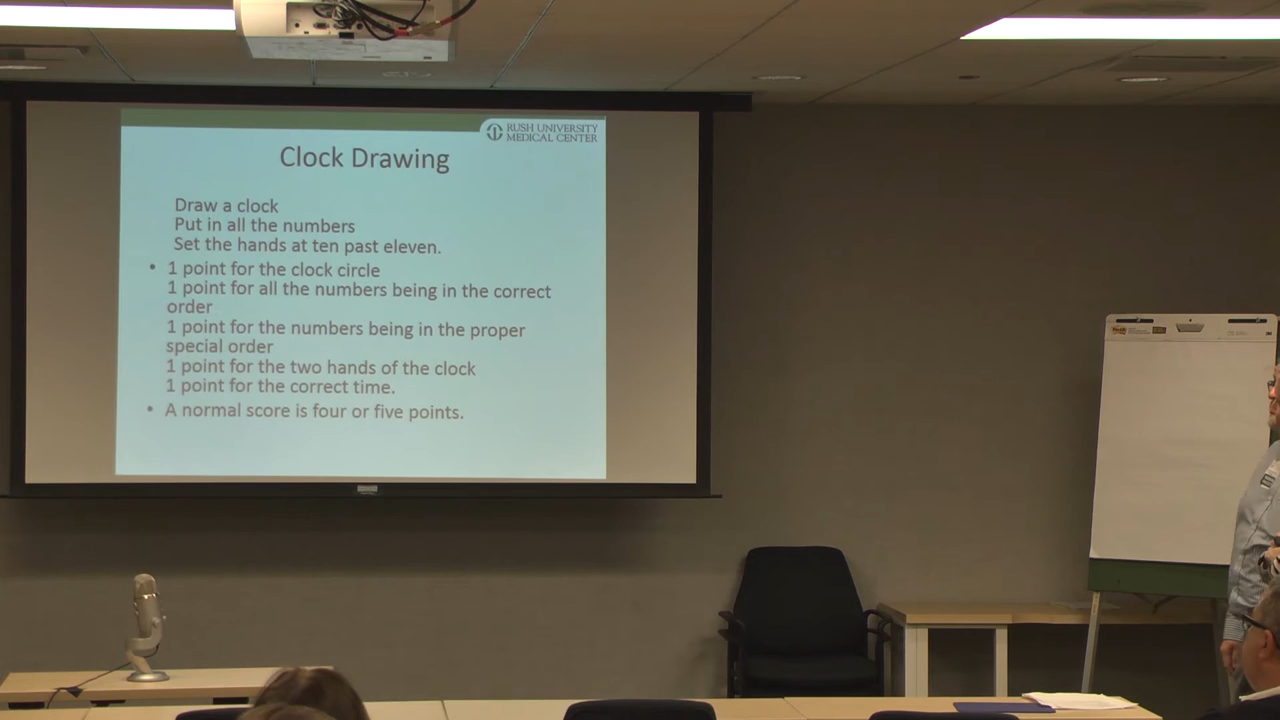 RUSH UNIVERSITY
MEDICAL CENTER
Clock Drawing
Draw a clock
Put in all the numbers
Set the hands at ten past eleven.
• 1 point for the clock circle
1 point for all the numbers being in the correct
order
1 point for the numbers being in the proper
special order
1 point for the two hands of the clock
1 point for the correct time.
• A normal score is four or five points.